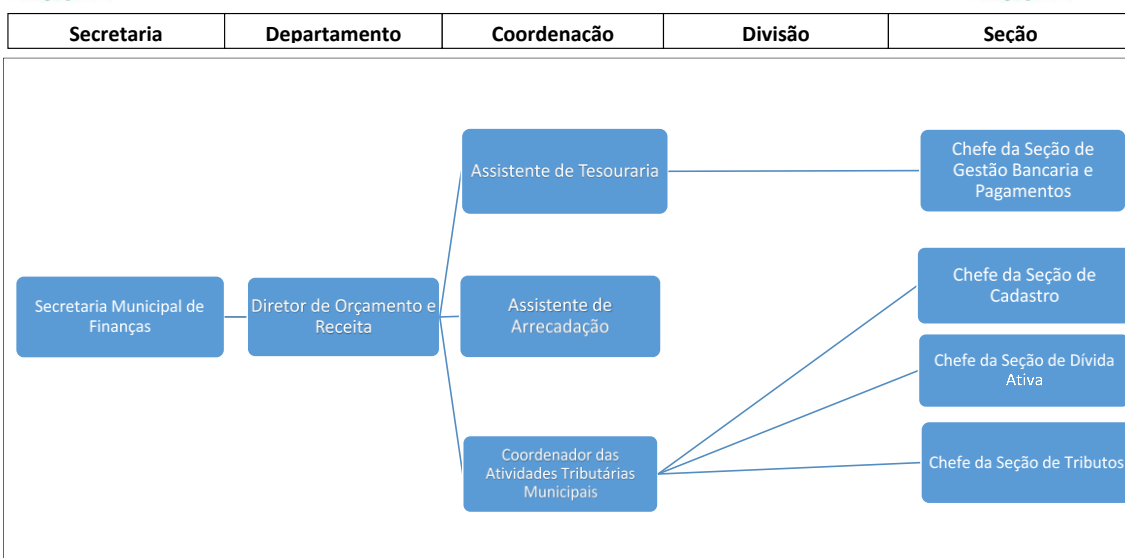 Secretaria Departamento Coordenação Divisão Seção
Assistente de Tesouraria
Chefe da Seção de
Gestão Bancaria e
Pagamentos
Secretaria Municipal de
Finanças
Diretor de Orçamento e
Receita
Assistente de
Arrecadação
Chefe da Seção de
Cadastro
Chefe da Seção de Dívida
Ativa
Coordenador das
Atividades Tributárias
Municipais
Chefe da Seção de Tributos